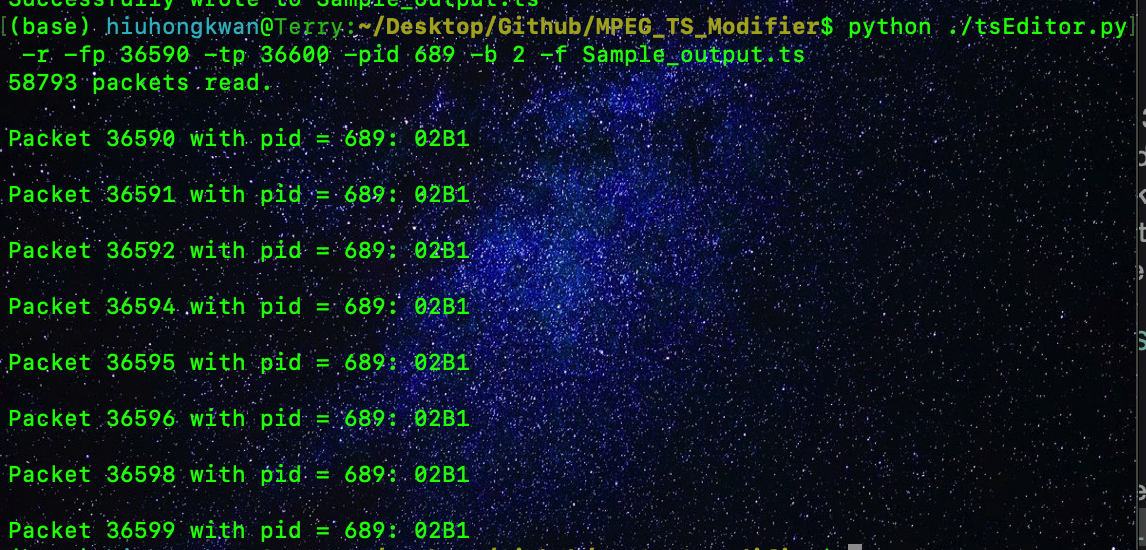 Successfully wrote to Sample_output.ts
[(base) hiuhongkwan@Terry:~/Desktop/Github/MPEG_TS_Modifier$ python ./tsEditor.py]
-r -fp 36590 -tp 36600 -pid 689 -b 2 -f Sample_output.ts
58793 packets read.
Packet 36590 with pid = 689: 02B1
Packet 36591 with pid = 689: 02B1
Packet 36592 with pid = 689: 02B1
Packet 36594 with pid = 689: 02B1
Packet 36595 with pid = 689: 02B1
Packet 36596 with pid = 689: 02B1
Packet 36598 with pid = 689: 02B1
Packet 36599 with pid = 689: 02B1